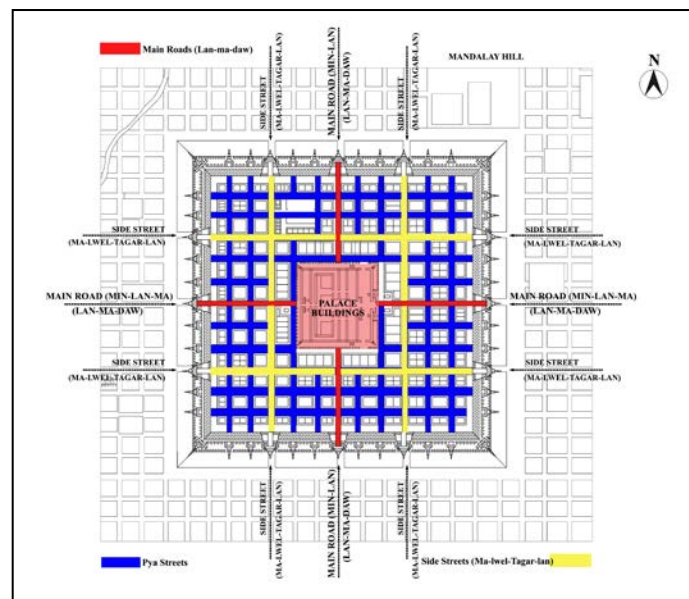 Main Roads (Lan-ma-daw)
MANDALAY HILL
N
SIDE STREET
(MA-LWEL-TAGAR-LAN)
MAIN ROAD (MIN-LAN)
(LAN-MA-DAW)
SIDE STREET
(MA-LWEL-TAGAR-LAN)
SIDE STREET
(MA-LWEL-TAGAR-LAN)
SIDE STREET
(MA-LWEL-TAGAR-LAN)
MAIN ROAD (MIN-LAN-MA)
(LAN-MA-DAW)
PALACE
BUILDINGS
MAIN ROAD (MIN-LAN-MA)
(LAN-MA-DAW)
SIDE STREET
(MA-LWEL-TAGAR-LAN)
SIDE STREET
(MA-LWEL-TAGAR-LAN)
SIDE STREET
(MA-LWEL-TAGAR-LAN)
MAIN ROAD (MIN-LAN)
(LAN-MA-DAW)
SIDE STREET
(MA-LWEL-TAGAR-LAN)
Pya Streets
Side Streets (Ma-lwel-Tagar-lan)